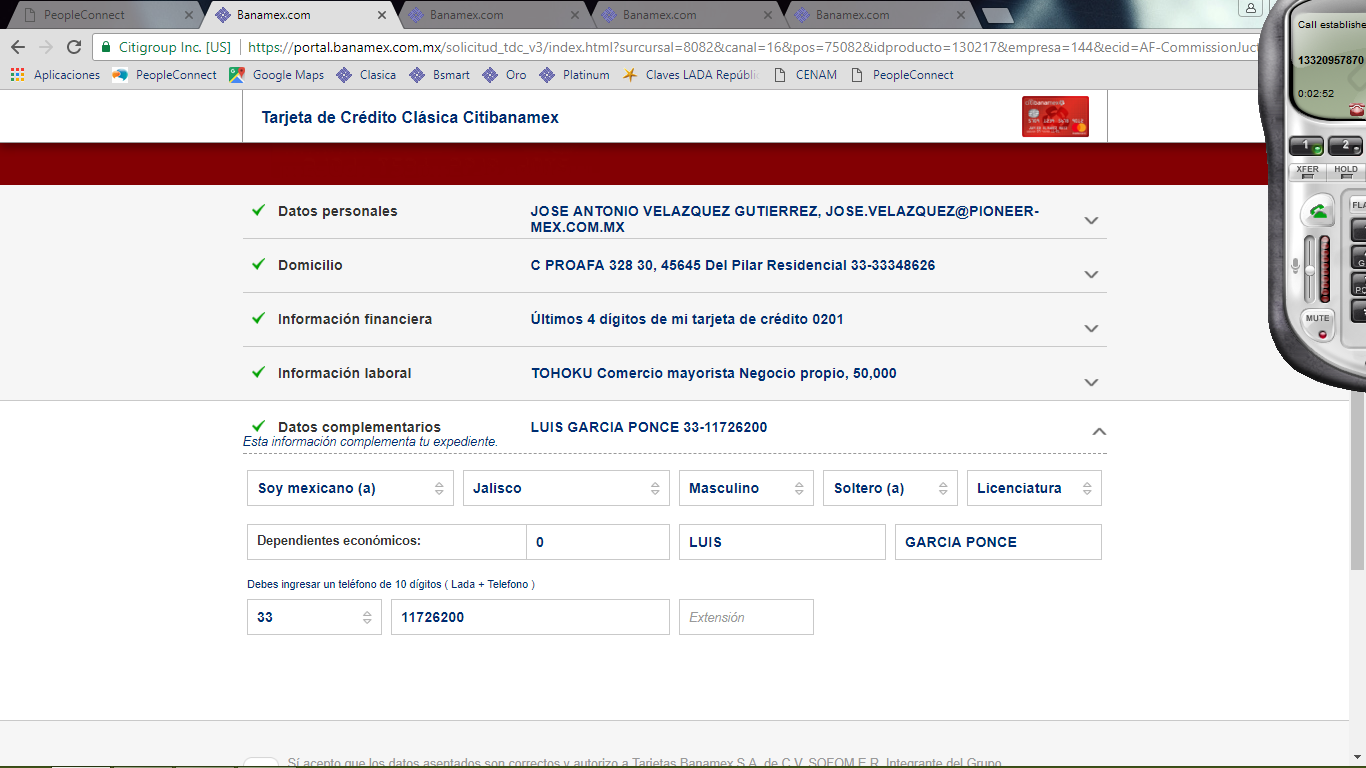 PeopleConnect
Banamex.com
Banamex.com
Banamex.com
Banamex.com
Citigroup Inc. [US]
https://portal.banamex.com.mx/solicitud_tdc_v3/index.html?sursursal=8082&canal=16&pos=75082&idproducto=130217&empresa=144&ecid=AF-CommissionJuct
Aplicaciones PeopleConnect Google Maps Clasica Bsmart Oro Platinum Claves LADA Repúbli CENAM PeopleConnect
Call establishe
13320957870
0:02:52
1 2
XFER HOLD
FLA
MUTE
Tarjeta de Crédito Clásica Citibanamex
citibanamex
Datos personales JOSE ANTONIO VELAZQUEZ GUTIERREZ, JOSE.VELAZQUEZ@PIONEER-
MEX.COM.MX
Domicilio C PROAFA 328 30, 45645 Del Pilar Residencial 33-33348626
Información financiera Últimos 4 dígitos de mi tarjeta de crédito 0201
Información laboral TOHOKU Comercio mayorista Negocio propio, 50,000
Datos complementarios LUIS GARCIA PONCE 33-11726200
Esta información complementa tu expediente.
Soy mexicano (a) Jalisco Masculino Soltero (a) Licenciatura
Dependientes económicos: 0 LUIS GARCIA PONCE
Debes ingresar un teléfono de 10 dígitos ( Lada + Telefono )
33 11726200 Extensión
Sí acepto que los datos asentados son correctos y autorizo a Tarjetas Banamex S.A. de C.V. SOFOM E.R. Integrante del Grupo